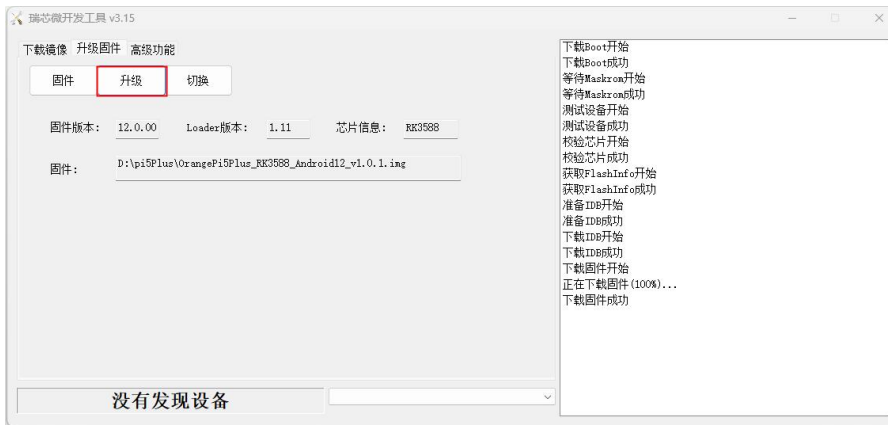 瑞芯微开发工具 v3.15
下载镜像 升级固件 高级功能
固件 升级 切换
固件版本: 12.0.00 Loader版本: 1.11 芯片信息: RK3588
固件: D:\pi5Plus\OrangePi5Plus_RK3588_Android12_v1.0.1.img
没有发现设备
下载Boot开始
下载Boot成功
等待Maskrom开始
等待Maskrom成功
测试设备开始
测试设备成功
校验芯片开始
校验芯片成功
获取FlashInfo开始
获取FlashInfo成功
准备IDB开始
准备IDB成功
下载IDB开始
下载IDB成功
下载固件开始
正在下载固件(100%)...
下载固件成功